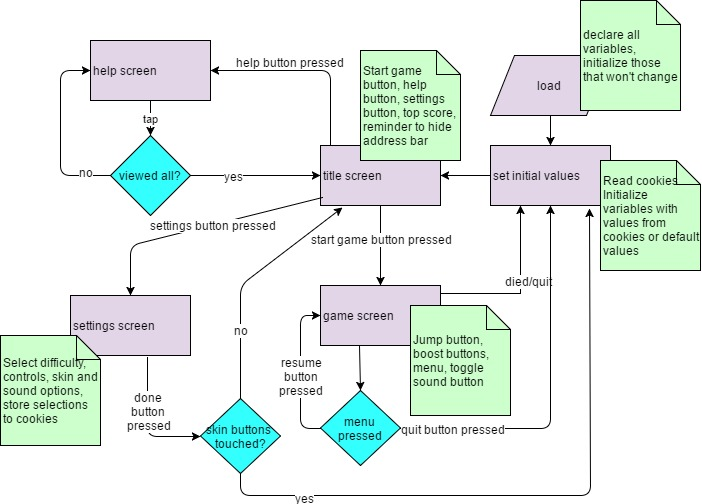 help screen
help button pressed
Start game
button, help
button, settings
button, top score,
reminder to hide
address bar
declare all
variables,
initialize those
that won't change
load
tap
viewed all?
no
yes
title screen
set initial values
Read cookies
Initialize
variables with
values from
cookies or default
values
settings button pressed
start game button pressed
died/quit
settings screen
game screen
no
Select difficulty,
controls, skin and
sound options,
store selections
to cookies
resume
button
pressed
Jump button,
boost buttons,
menu, toggle
sound button
done
button
pressed
skin buttons
touched?
menu
pressed
quit button pressed
yes